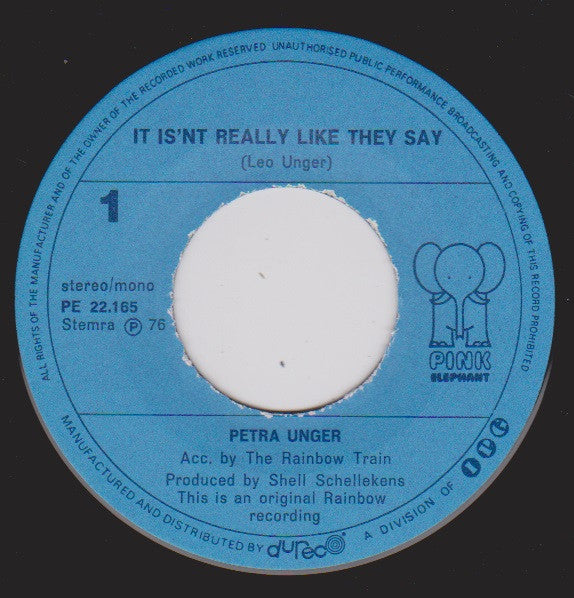 ALL RIGHTS OF THE MANUFACTURER AND OF THE OWNER OF THE RECORDED WORK RESERVED UNAUTHORISED PUBLIC PERFORMANCE BROADCASTING AND COPYING OF THIS RECORD PROHIBITED
IT IS'NT REALLY LIKE THEY SAY
(Leo Unger)
1
stereo/mono
PE 22.165
Stemra Ⓟ 76
PINK
ELEPHANT
PETRA UNGER
Acc. by The Rainbow Train
Produced by Shell Schellekens
This is an original Rainbow
recording
MANUFACTURED AND DISTRIBUTED BY dureco A DIVISION OF